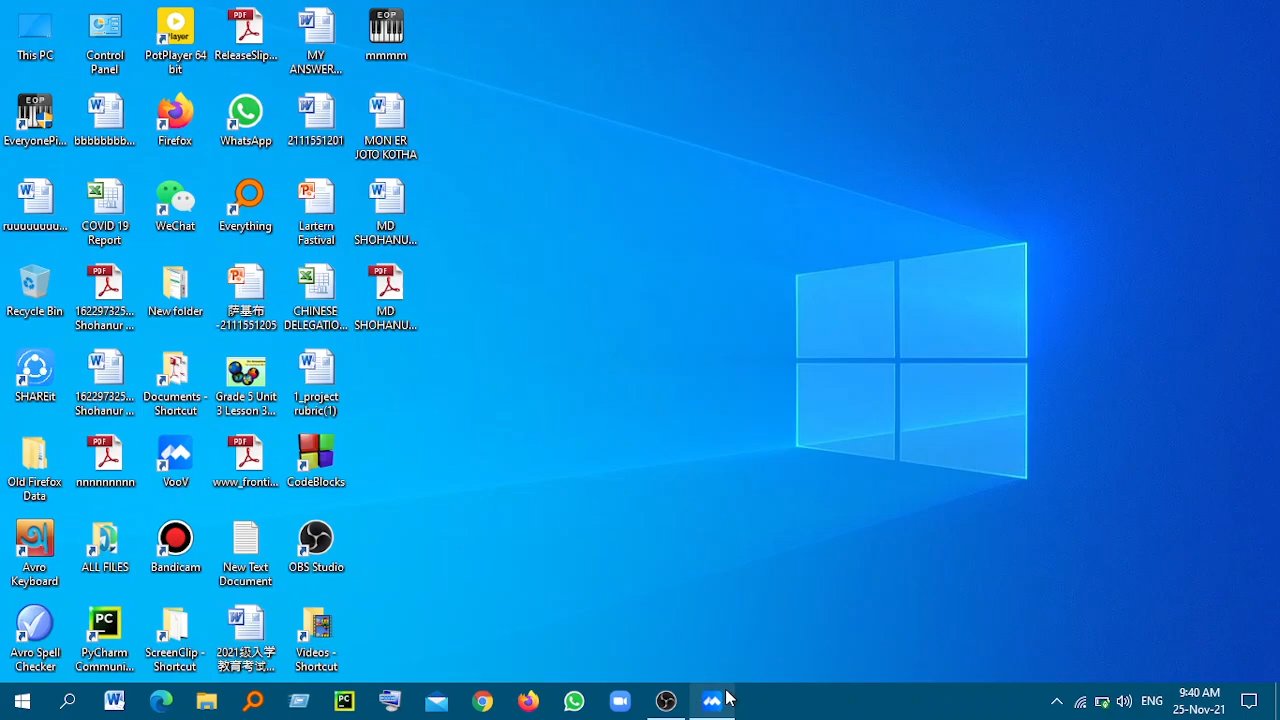 This PC
Control
Panel
PotPlayer 64
bit
ReleaseSlip...
MY
ANSWER...
mmmm
EveryonePi...
bbbbbbbb...
Firefox
WhatsApp
2111551201
MON ER
JOTO KOTHA
ruuuuuuuu...
COVID 19
Report
WeChat
Everything
Lartern
Fastival
MD
SHOHANU...
Recycle Bin
162297325...
Shohanur ...
New folder
萨基布
-2111551205
CHINESE
DELEGATIO...
MD
SHOHANU...
SHAREit
162297325...
Shohanur ...
Documents -
Shortcut
Grade 5 Unit
3 Lesson 3...
1_project
rubric(1)
Old Firefox
Data
nnnnnnnnn
VooV
www_fronti...
CodeBlocks
Avro
Keyboard
ALL FILES
Bandicam
New Text
Document
OBS Studio
Avro Spell
Checker
PyCharm
Communi...
ScreenClip -
Shortcut
2021级入学
教育考试...
Videos -
Shortcut
ENG
9:40 AM
25-Nov-21